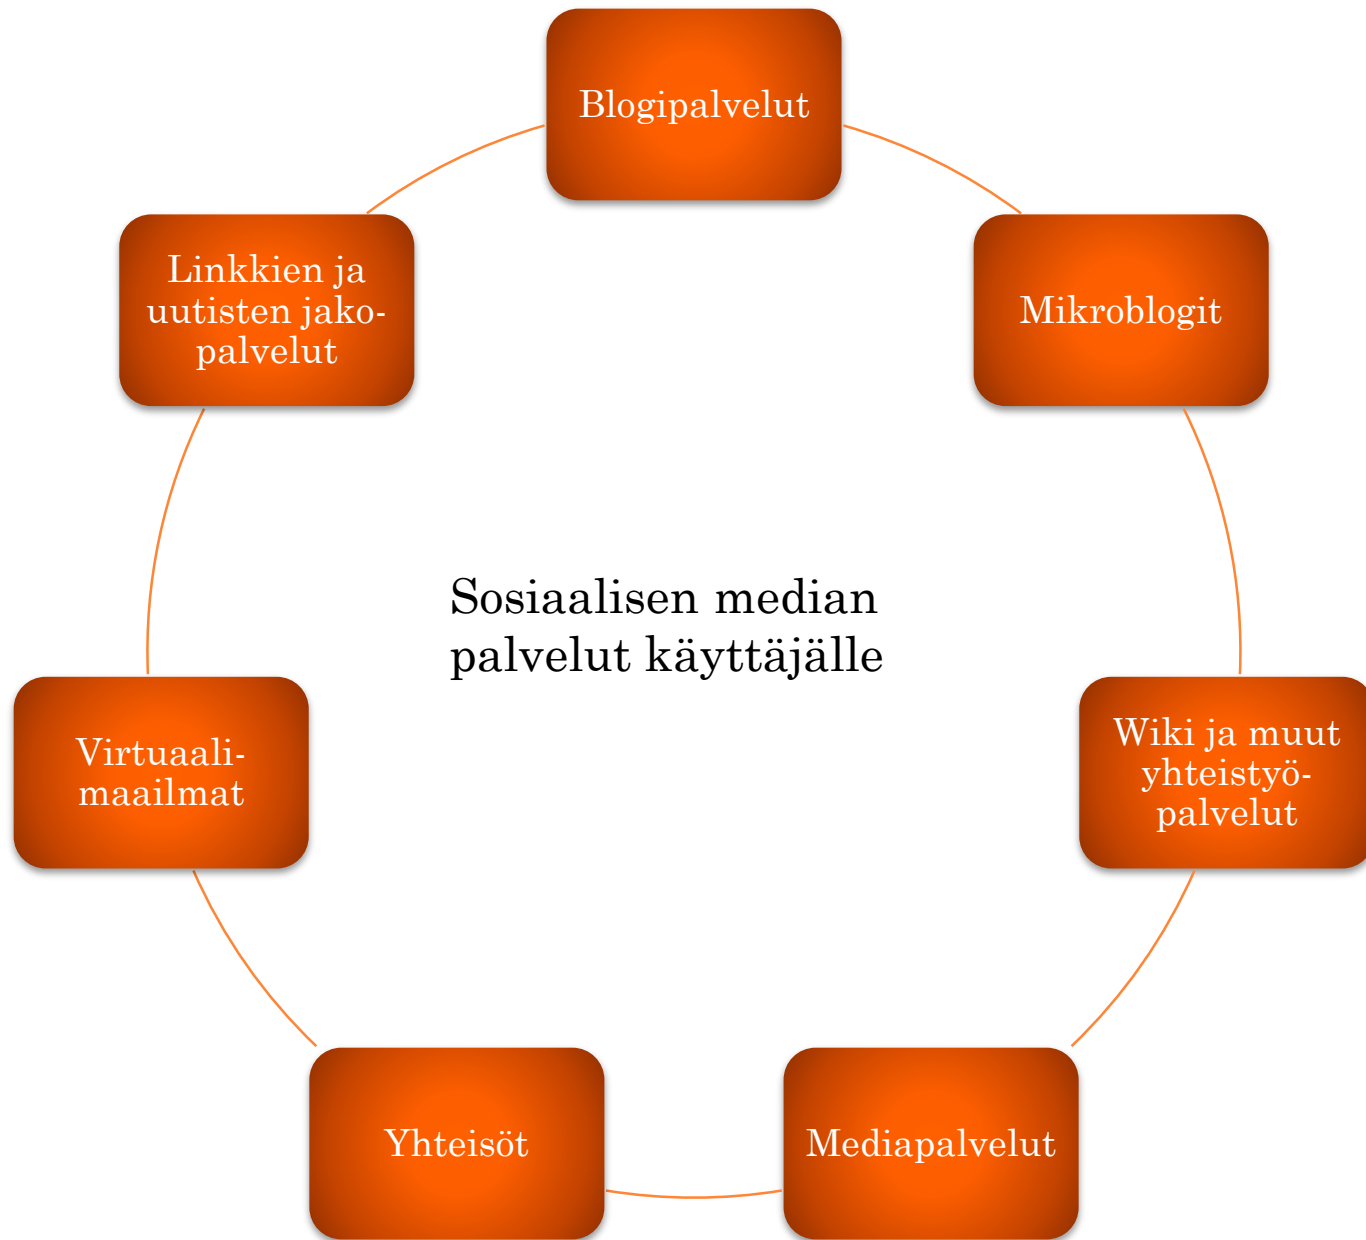 Blogipalvelut
Mikroblogit
Wiki ja muut
yhteistyö-
palvelut
Mediapalvelut
Yhteisöt
Virtuaali-
maailmat
Linkkien ja
uutisten jako-
palvelut
Sosiaalisen median
palvelut käyttäjälle